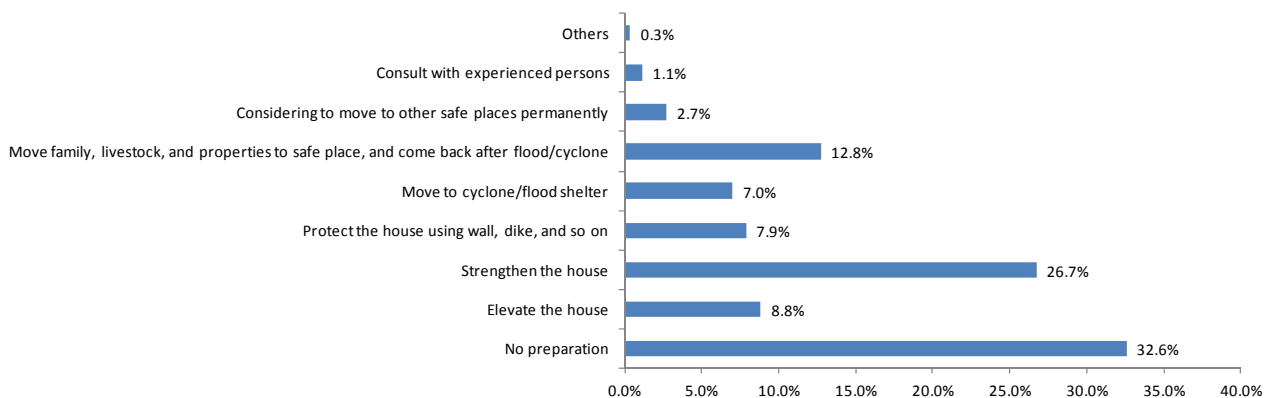 Others 0.3%
Consult with experienced persons 1.1%
Considering to move to other safe places permanently 2.7%
Move family, livestock, and properties to safe place, and come back after flood/cyclone 12.8%
Move to cyclone/flood shelter 7.0%
Protect the house using wall, dike, and so on 7.9%
Strengthen the house 26.7%
Elevate the house 8.8%
No preparation 32.6%
0.0% 5.0% 10.0% 15.0% 20.0% 25.0% 30.0% 35.0% 40.0%